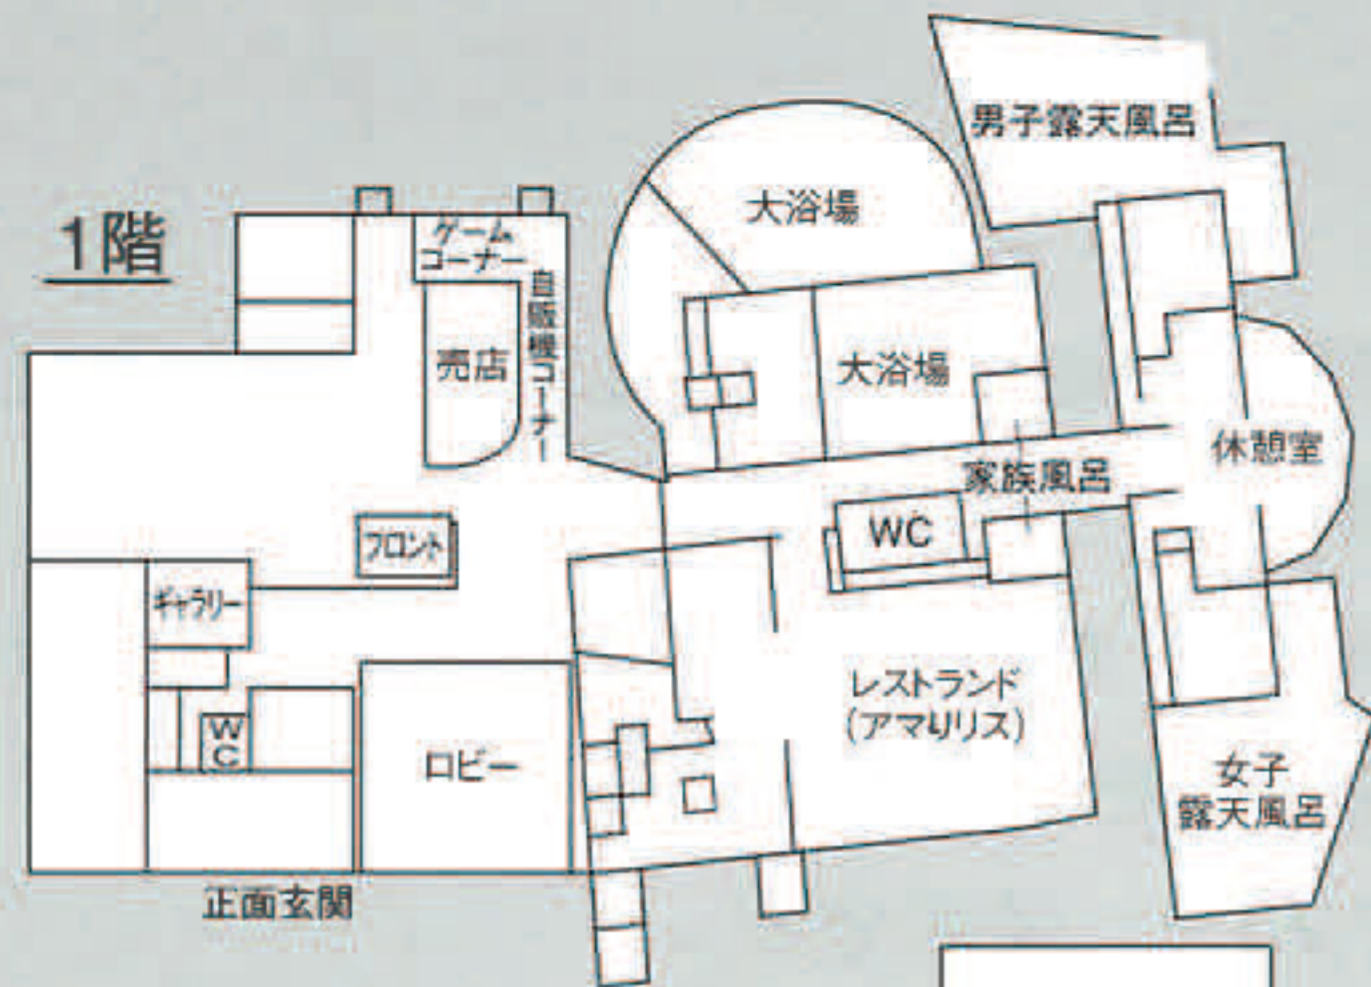 1階
男子露天風呂
大浴場
ゲーム
コーナー
自販機コーナー
売店
大浴場
休憩室
家族風呂
WC
フロント
ギャラリー
レストランド
(アマリリス)
WC
ロビー
女子
露天風呂
正面玄関